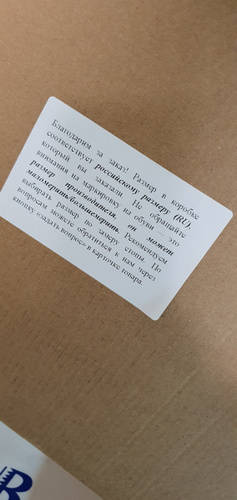 Благодарим за заказ! Размер в коробке
соответствует российскому размеру (RU),
который вы заказали. Не обращайте
внимания на маркировку на обуви — это
размер производителя, он может
маломерить/большемерить. Рекомендуем
выбирать размер по замеру стопы. По
вопросам можете обратиться к нам через
кнопку «задать вопрос» в карточке товара.